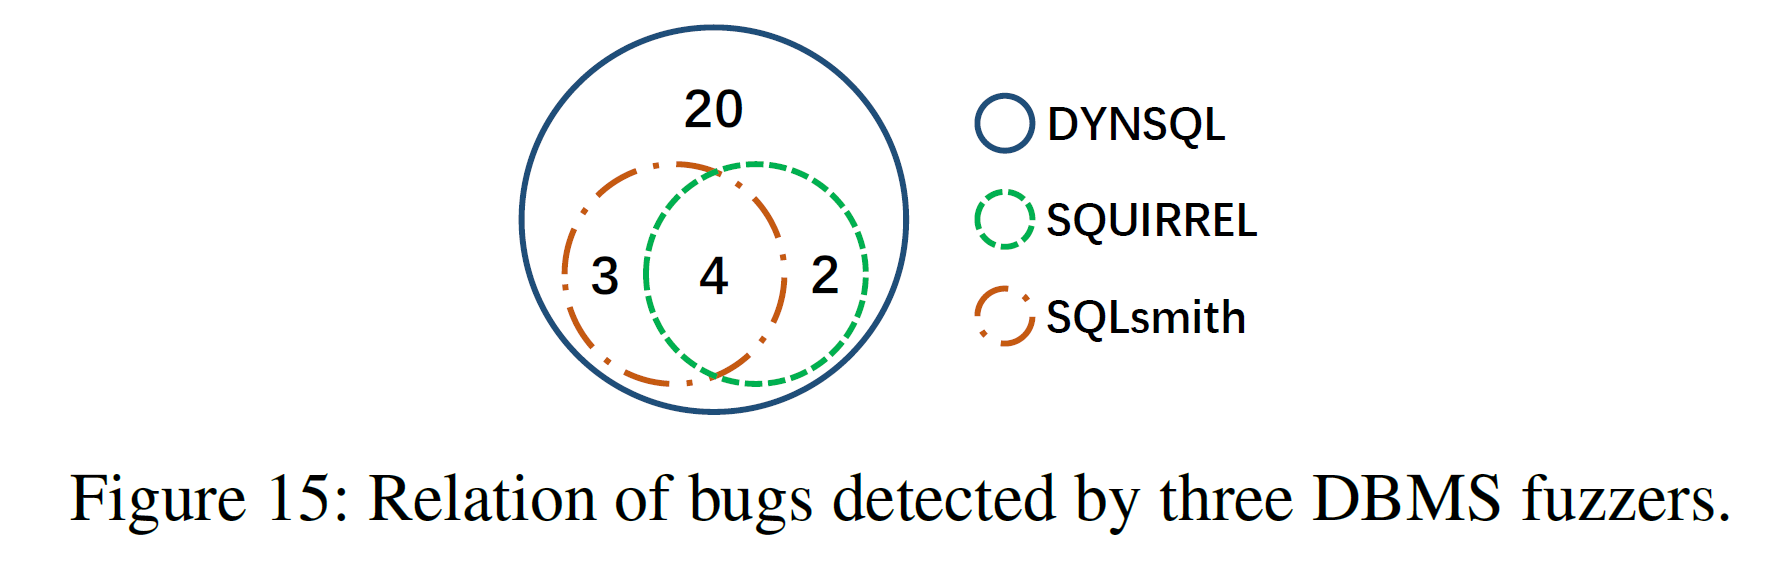 20
3 4 2
DYNSQL
SQUIRREL
SQLsmith
Figure 15: Relation of bugs detected by three DBMS fuzzers.